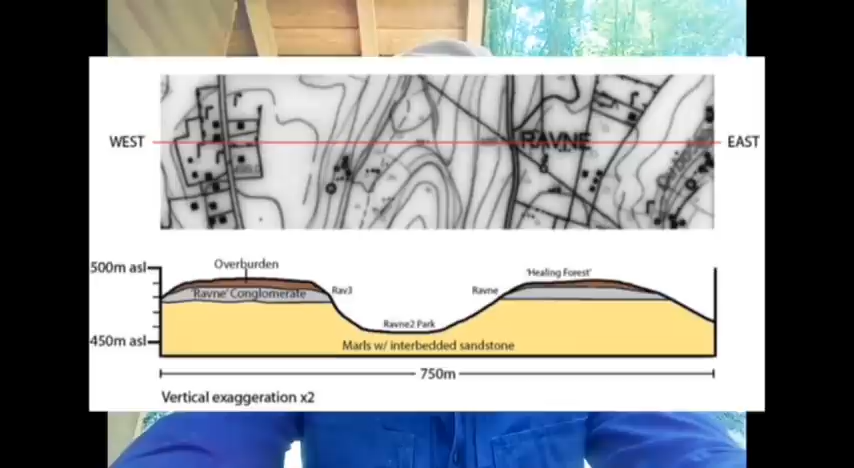 WEST
RAVNE
EAST
500m asl
Overburden
'Ravne' Conglomerate
Rav3
Ravne
'Healing Forest'
Ravne2 Park
450m asl
Marls w/ interbedded sandstone
750m
Vertical exaggeration x2